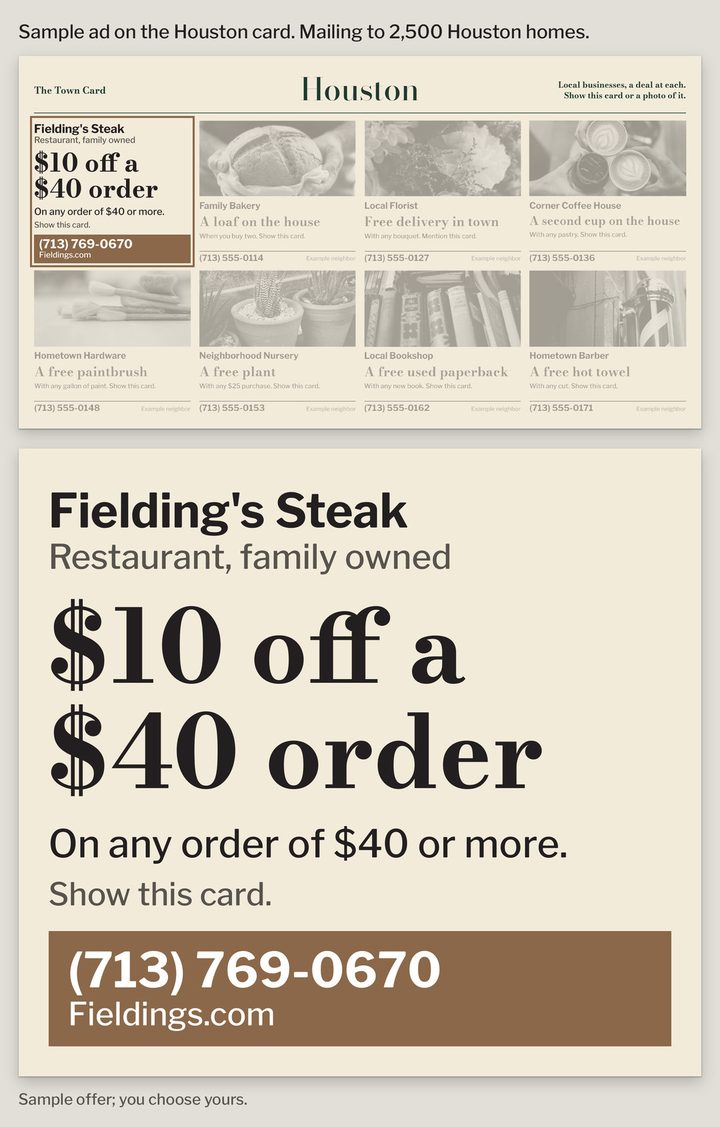 Sample ad on the Houston card. Mailing to 2,500 Houston homes.
The Town Card
Houston
Local businesses, a deal at each.
Show this card or a photo of it.
Fielding's Steak
Restaurant, family owned
$10 off a
$40 order
On any order of $40 or more.
Show this card.
(713) 769-0670
Fieldings.com
Family Bakery
A loaf on the house
When you buy two. Show this card.
(713) 555-0114
Example neighbor
Local Florist
Free delivery in town
With any bouquet. Mention this card.
(713) 555-0127
Example neighbor
Corner Coffee House
A second cup on the house
With any pastry. Show this card.
(713) 555-0136
Example neighbor
Hometown Hardware
A free paintbrush
With any gallon of paint. Show this card.
(713) 555-0148
Example neighbor
Neighborhood Nursery
A free plant
With any $25 purchase. Show this card.
(713) 555-0153
Example neighbor
Local Bookshop
A free used paperback
With any new book. Show this card.
(713) 555-0162
Example neighbor
Hometown Barber
A free hot towel
With any cut. Show this card.
(713) 555-0171
Example neighbor
Fielding's Steak
Restaurant, family owned
$10 off a
$40 order
On any order of $40 or more.
Show this card.
(713) 769-0670
Fieldings.com
Sample offer; you choose yours.